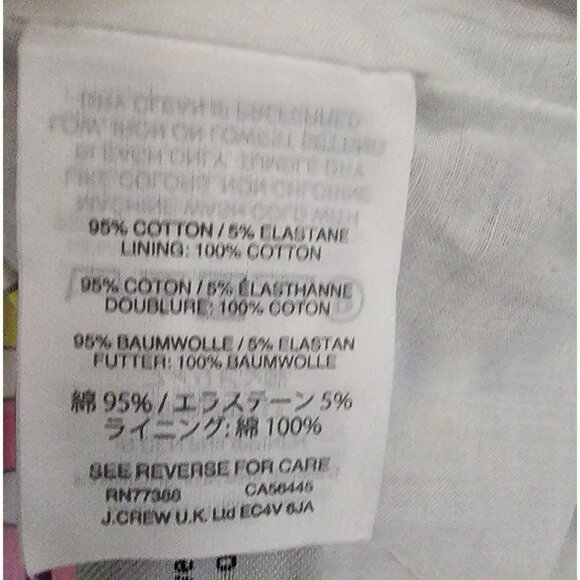 95% COTTON / 5% ELASTANE
LINING: 100% COTTON
95% COTON / 5% ÉLASTHANNE
DOUBLURE: 100% COTON
95% BAUMWOLLE / 5% ELASTAN
FUTTER: 100% BAUMWOLLE
綿 95% / エラステーン 5%
ライニング: 綿 100%
SEE REVERSE FOR CARE
RN77388 CA56445
J.CREW U.K. Ltd EC4V 6JA